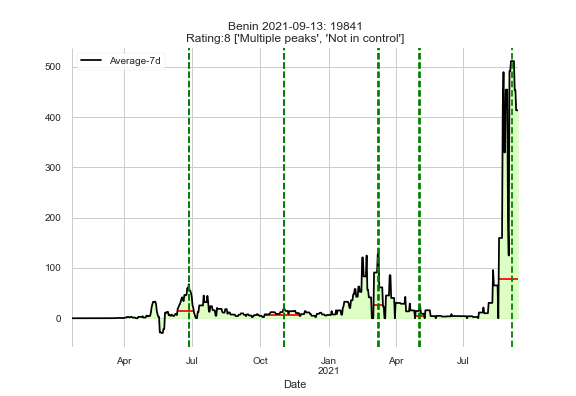 Benin 2021-09-13: 19841
Rating:8 ['Multiple peaks', 'Not in control']
Average-7d
500
400
300
200
100
0
Apr Jul Oct Jan Apr Jul
2021
Date